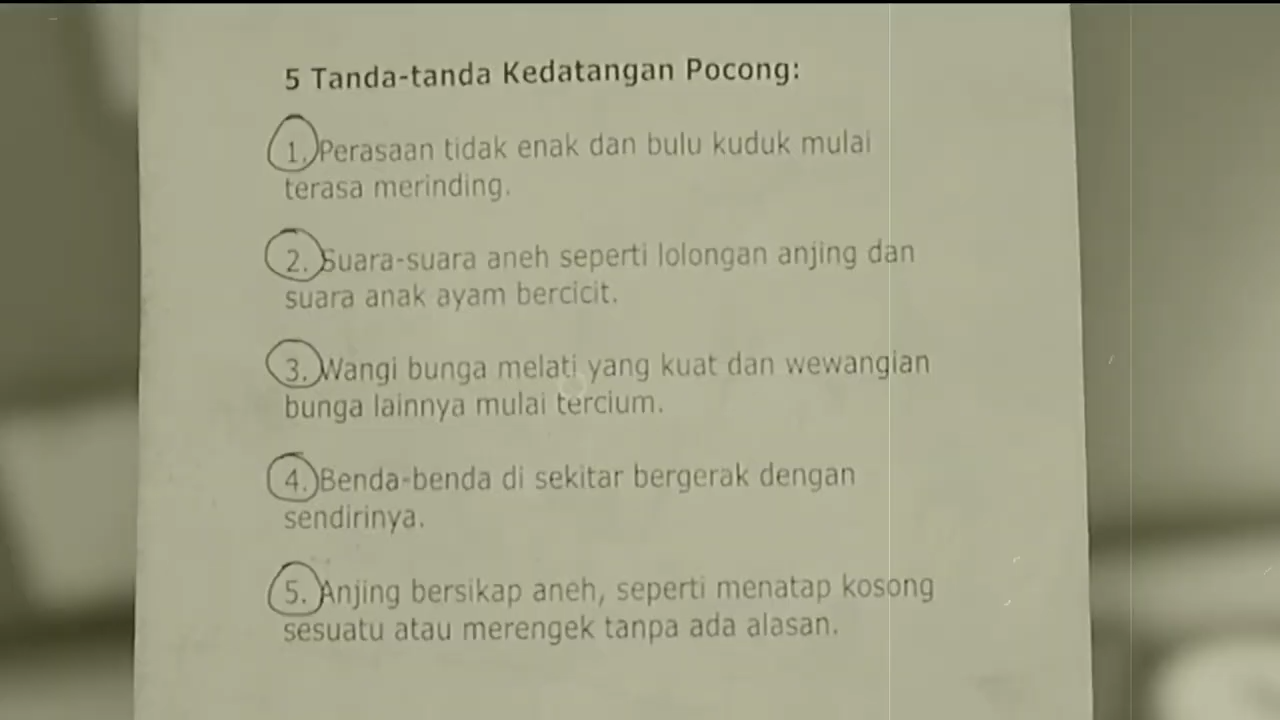 5 Tanda-tanda Kedatangan Pocong:
1. Perasaan tidak enak dan bulu kuduk mulai
terasa merinding.
2. Suara-suara aneh seperti lolongan anjing dan
suara anak ayam bercicit.
3. Wangi bunga melati yang kuat dan wewangian
bunga lainnya mulai tercium.
4. Benda-benda di sekitar bergerak dengan
sendirinya.
5. Anjing bersikap aneh, seperti menatap kosong
sesuatu atau merengek tanpa ada alasan.